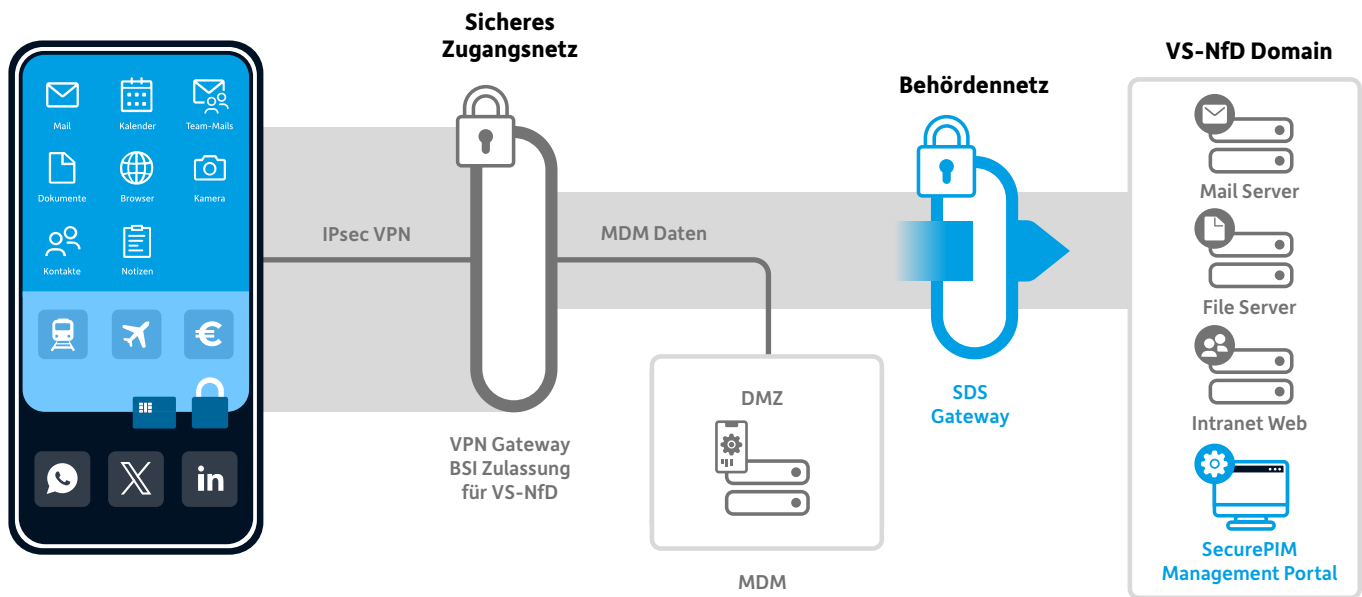 Sicheres
Zugangsnetz
VS-NfD Domain
Behördennetz
Mail
Kalender
Team-Mails
Dokumente
Browser
Kamera
Kontakte
Notizen
€
X
in
IPsec VPN
MDM Daten
VPN Gateway
BSI Zulassung
für VS-NfD
DMZ
MDM
SDS
Gateway
Mail Server
File Server
Intranet Web
SecurePIM
Management Portal